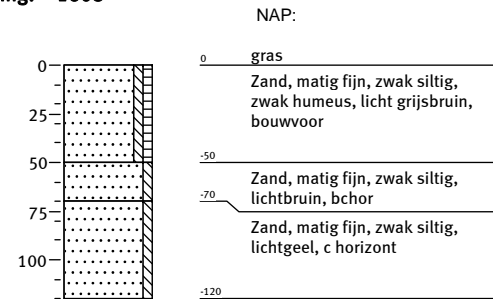 NAP:
0 gras
0
Zand, matig fijn, zwak siltig,
zwak humeus, licht grijsbruin,
bouwvoor
25
50
-50
Zand, matig fijn, zwak siltig,
lichtbruin, bchor
-70
75
Zand, matig fijn, zwak siltig,
lichtgeel, c horizont
100
-120